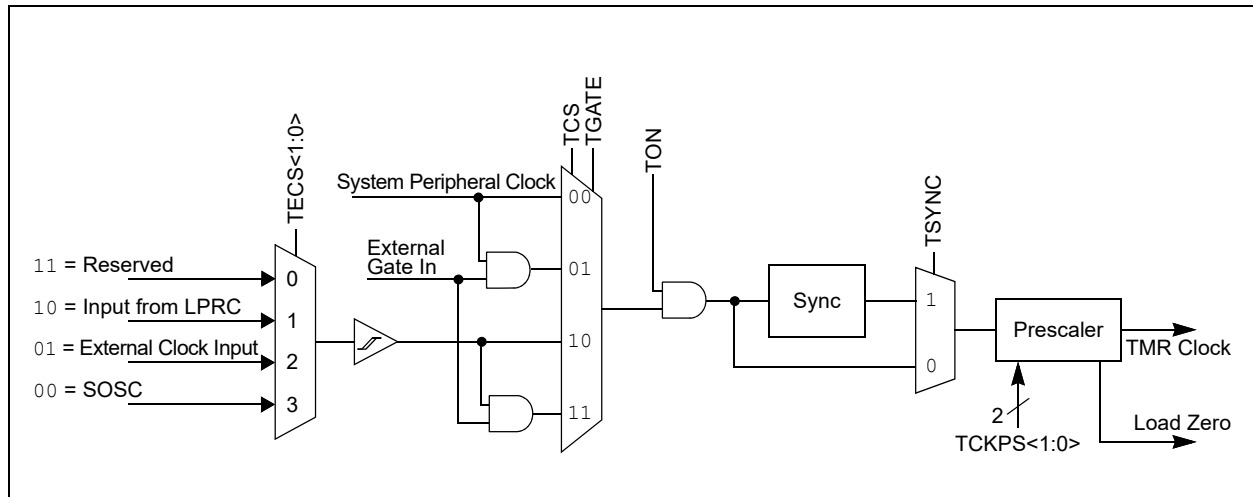 TECS<1:0>
TCS
TGATE
TON
TSYNC
System Peripheral Clock
00
External
Gate In
01
11 = Reserved
0
10 = Input from LPRC
1
01 = External Clock Input
2
00 = SOSC
3
10
11
Sync
1
0
Prescaler
TMR Clock
2
TCKPS<1:0>
Load Zero